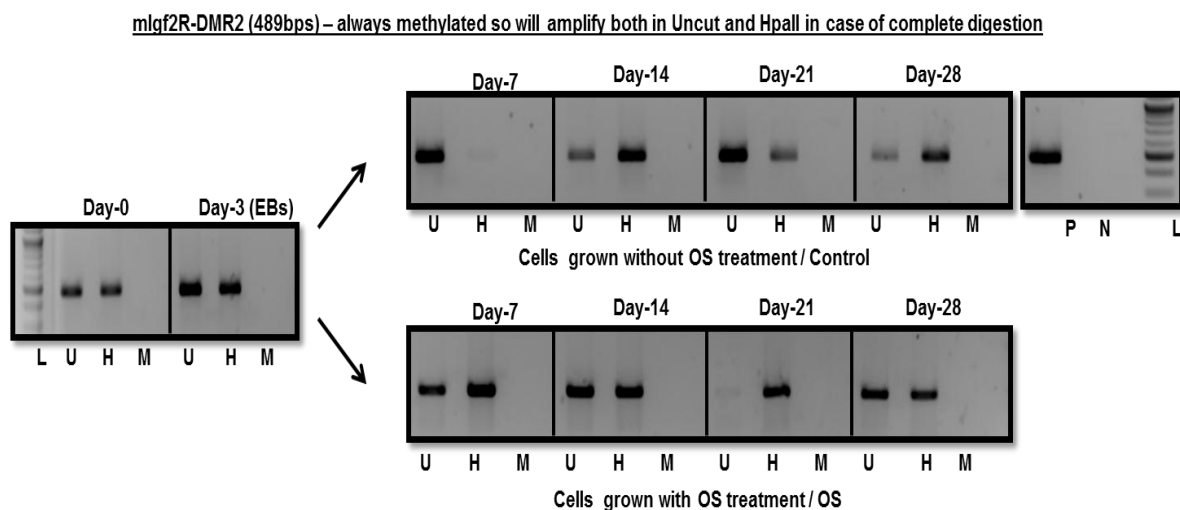 mIgf2R-DMR2 (489bps) – always methylated so will amplify both in Uncut and HpaII in case of complete digestion
Day-7 Day-14 Day-21 Day-28
U H M U H M U H M U H M P N L
Cells grown without OS treatment / Control
Day-0 Day-3 (EBs)
L U H M U H M
Day-7 Day-14 Day-21 Day-28
U H M U H M U H M U H M
Cells grown with OS treatment / OS